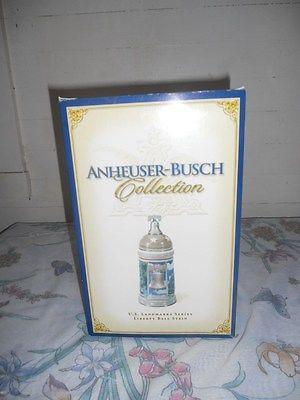 ANHEUSER-BUSCH
Collection
U.S. LANDMARKS SERIES
LIBERTY BELL STEIN